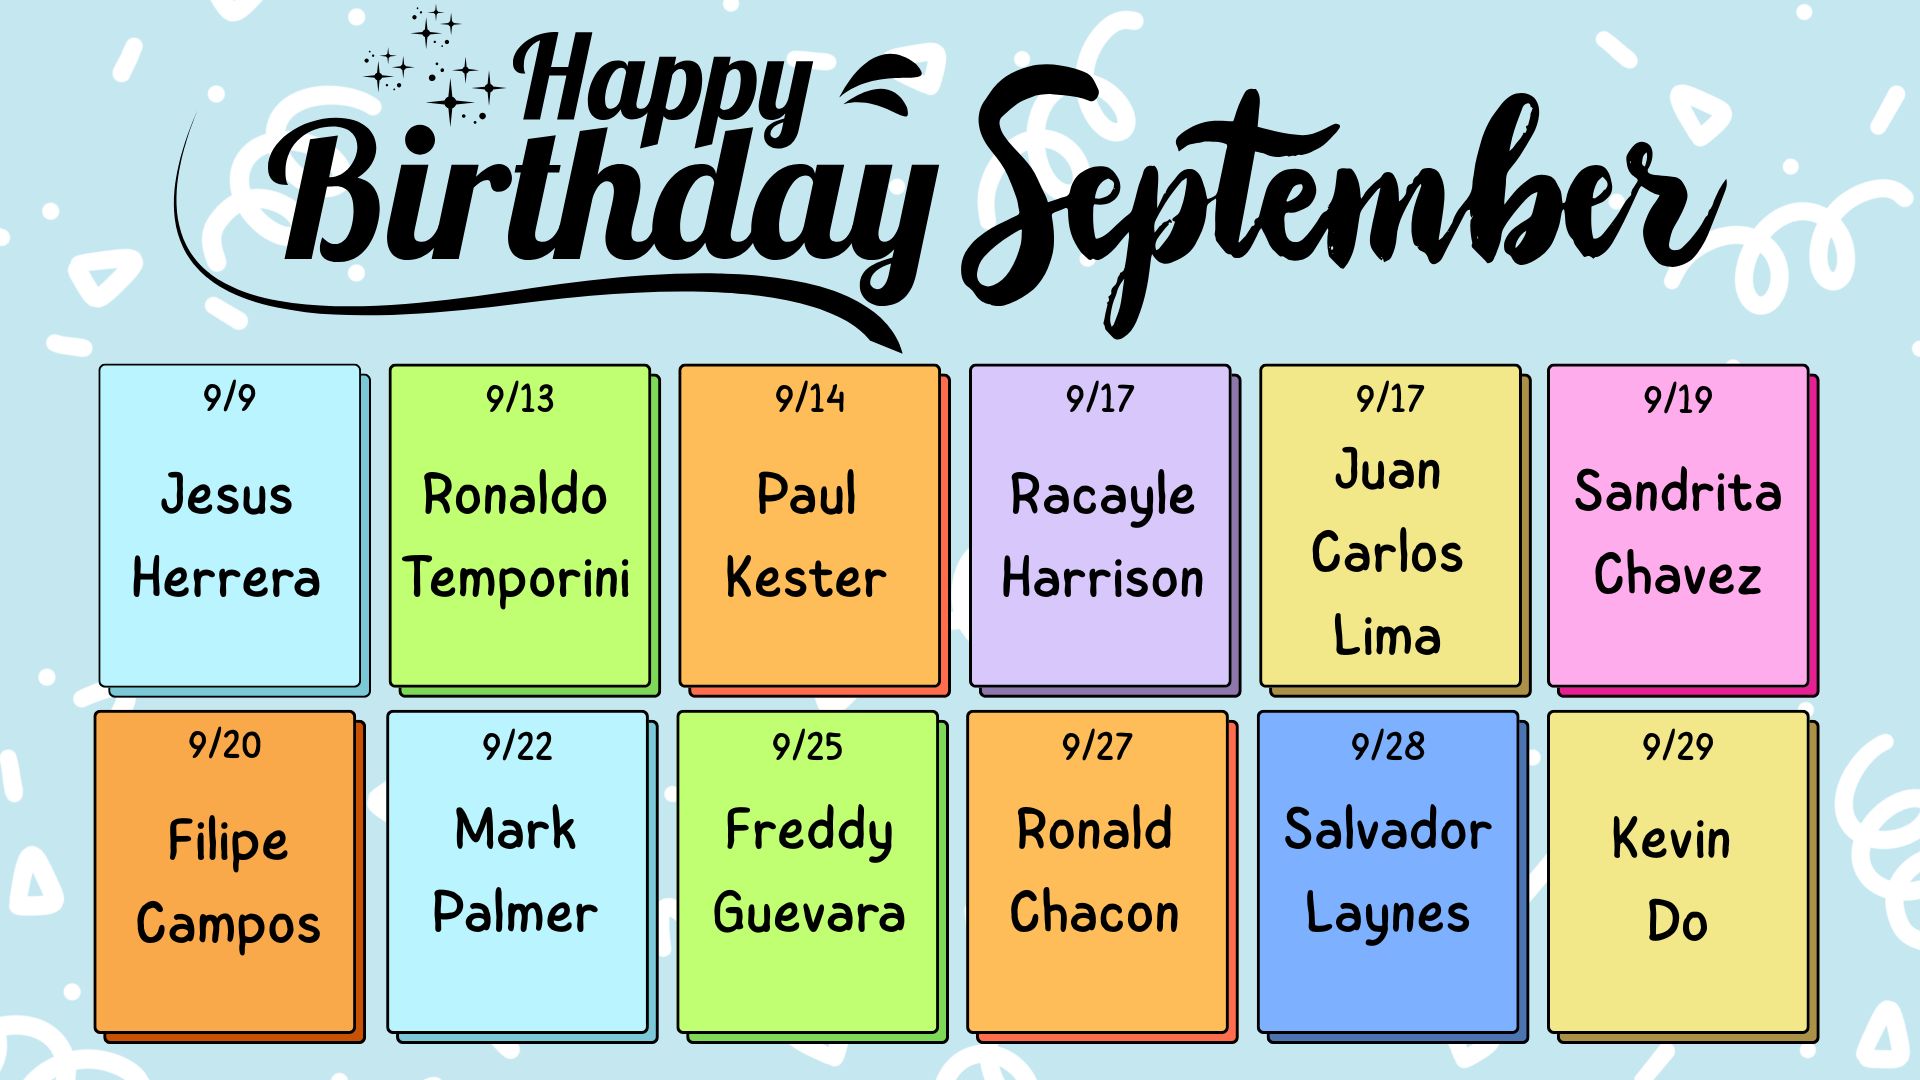 Happy
Birthday September
9/9
Jesus
Herrera
9/13
Ronaldo
Temporini
9/14
Paul
Kester
9/17
Racayle
Harrison
9/17
Juan
Carlos
Lima
9/19
Sandrita
Chavez
9/20
Filipe
Campos
9/22
Mark
Palmer
9/25
Freddy
Guevara
9/27
Ronald
Chacon
9/28
Salvador
Laynes
9/29
Kevin
Do